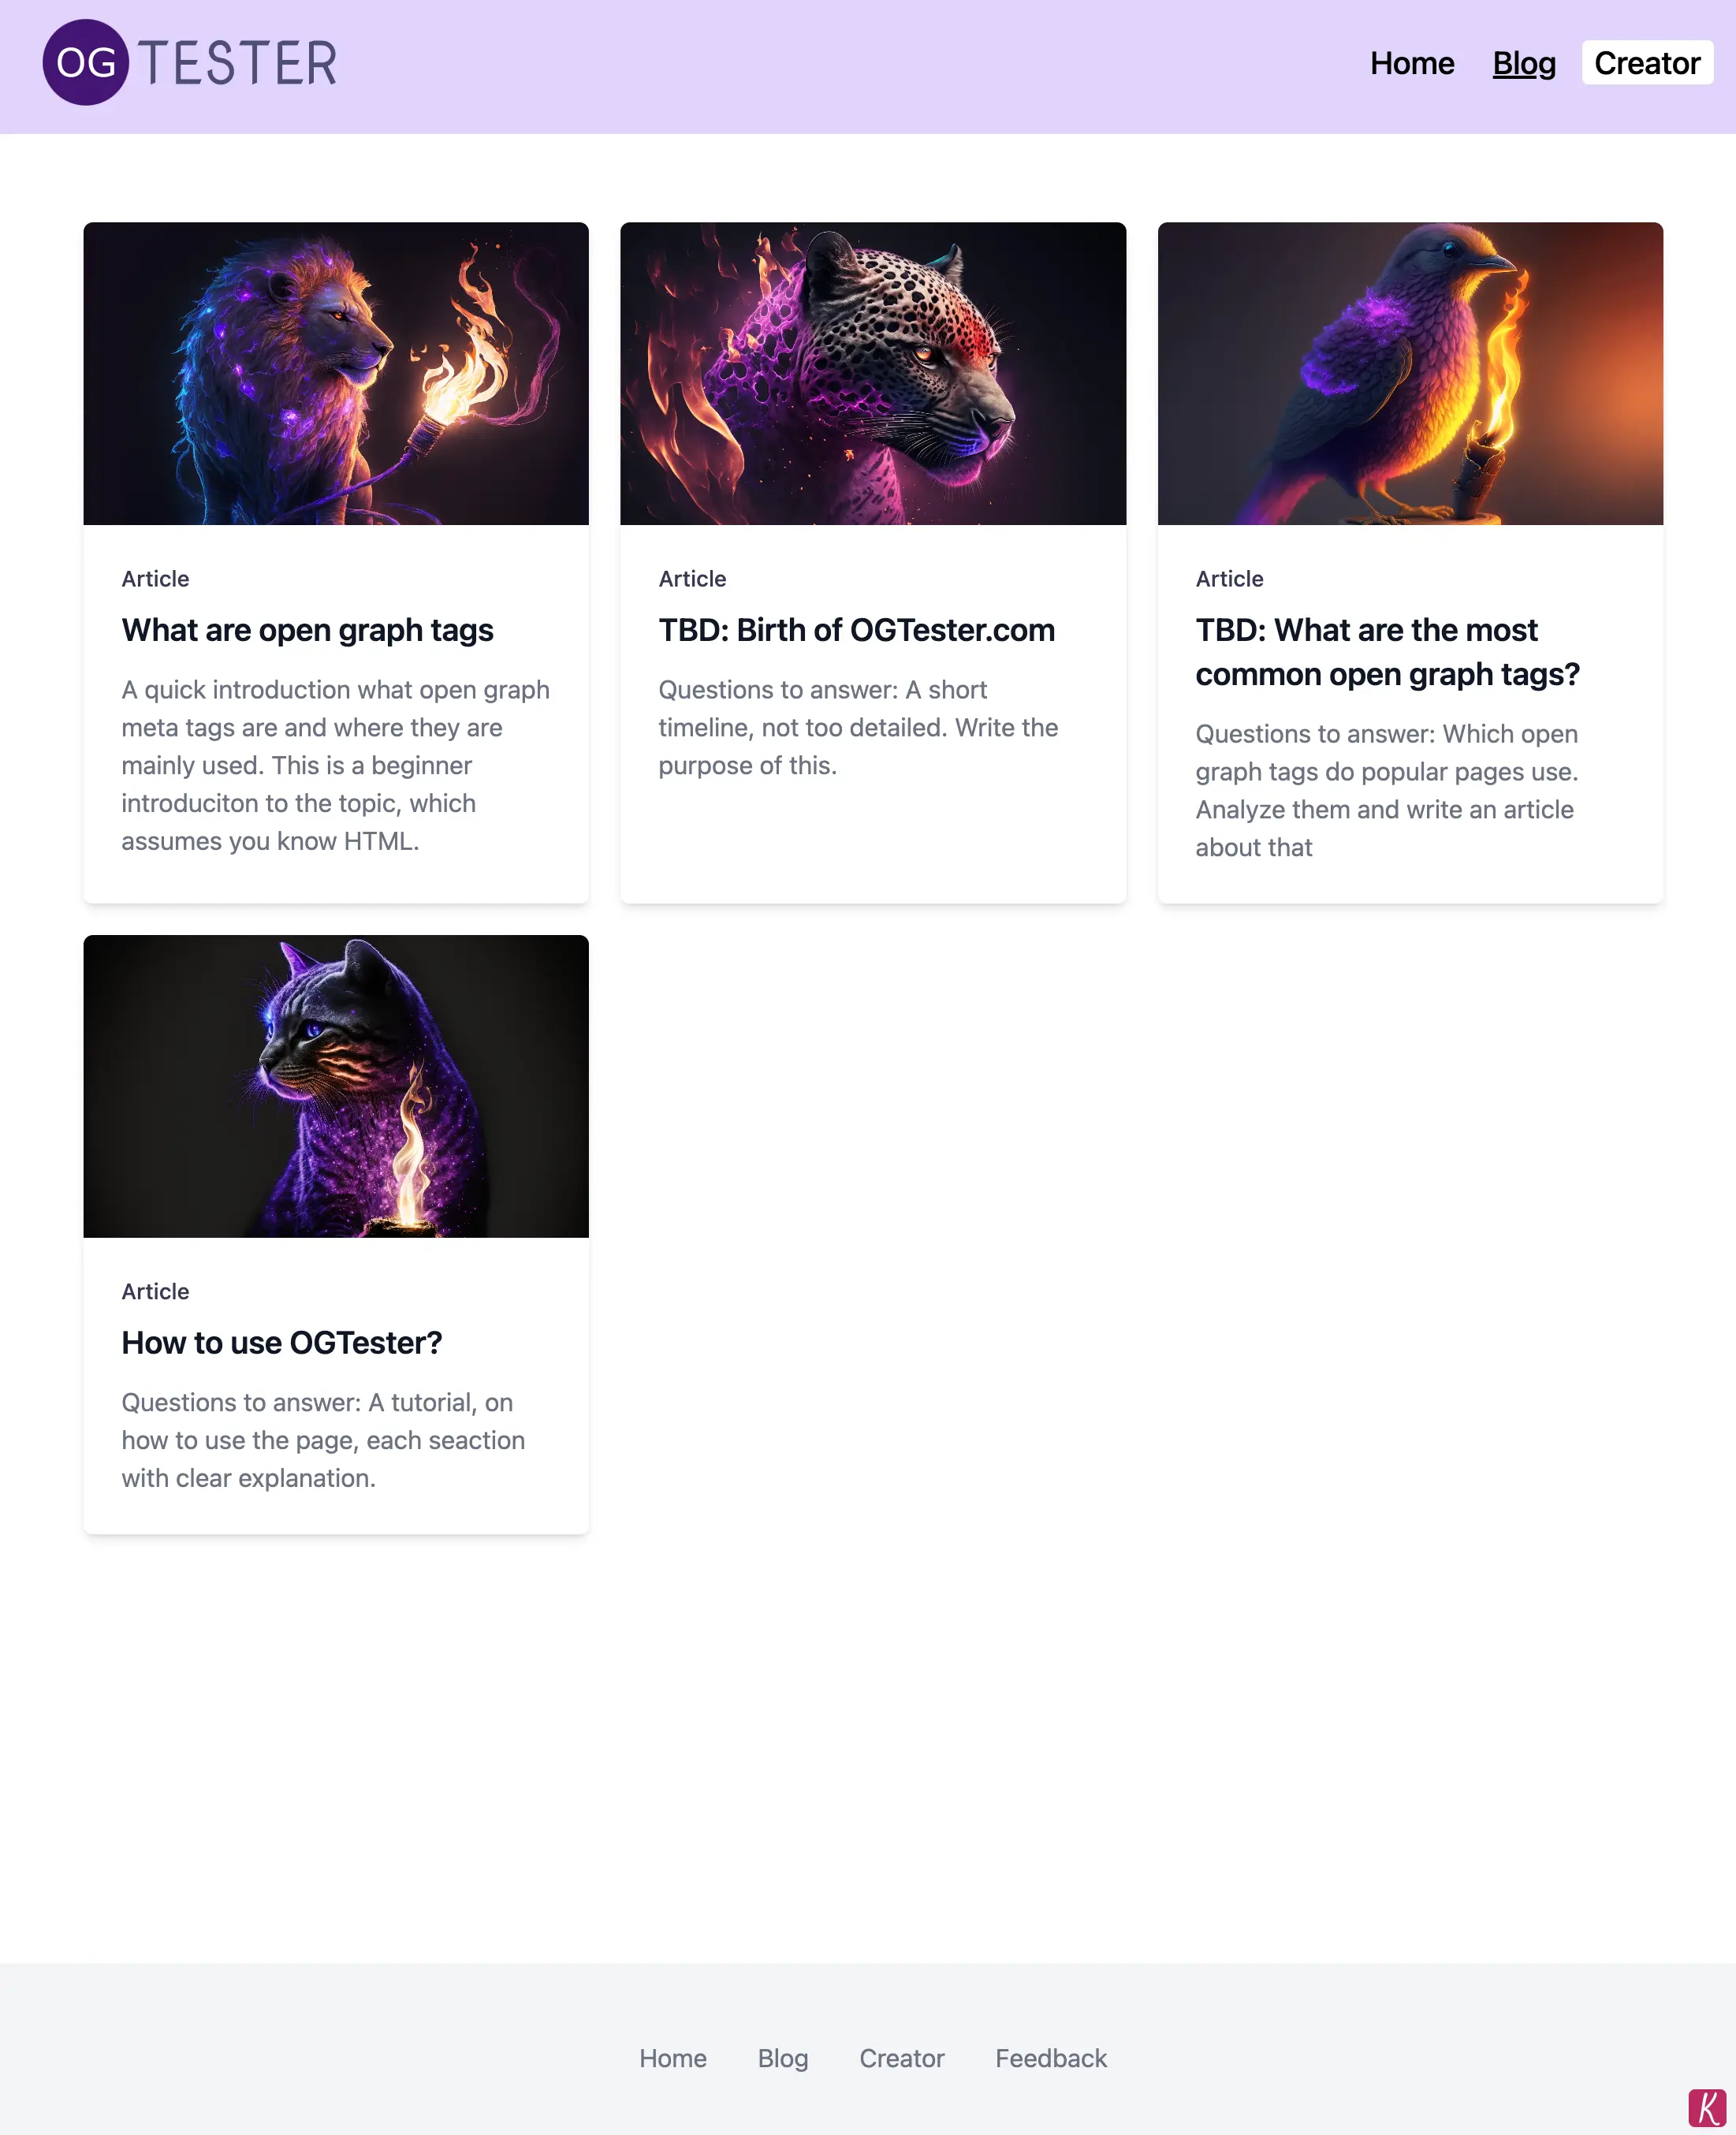 OG TESTER
Home Blog Creator
Article
What are open graph tags
A quick introduction what open graph
meta tags are and where they are
mainly used. This is a beginner
introduciton to the topic, which
assumes you know HTML.
Article
TBD: Birth of OGTester.com
Questions to answer: A short
timeline, not too detailed. Write the
purpose of this.
Article
TBD: What are the most
common open graph tags?
Questions to answer: Which open
graph tags do popular pages use.
Analyze them and write an article
about that
Article
How to use OGTester?
Questions to answer: A tutorial, on
how to use the page, each seaction
with clear explanation.
Home Blog Creator Feedback
K